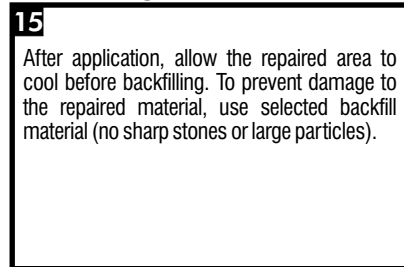 15
After application, allow the repaired area to
cool before backfilling. To prevent damage to
the repaired material, use selected backfill
material (no sharp stones or large particles).